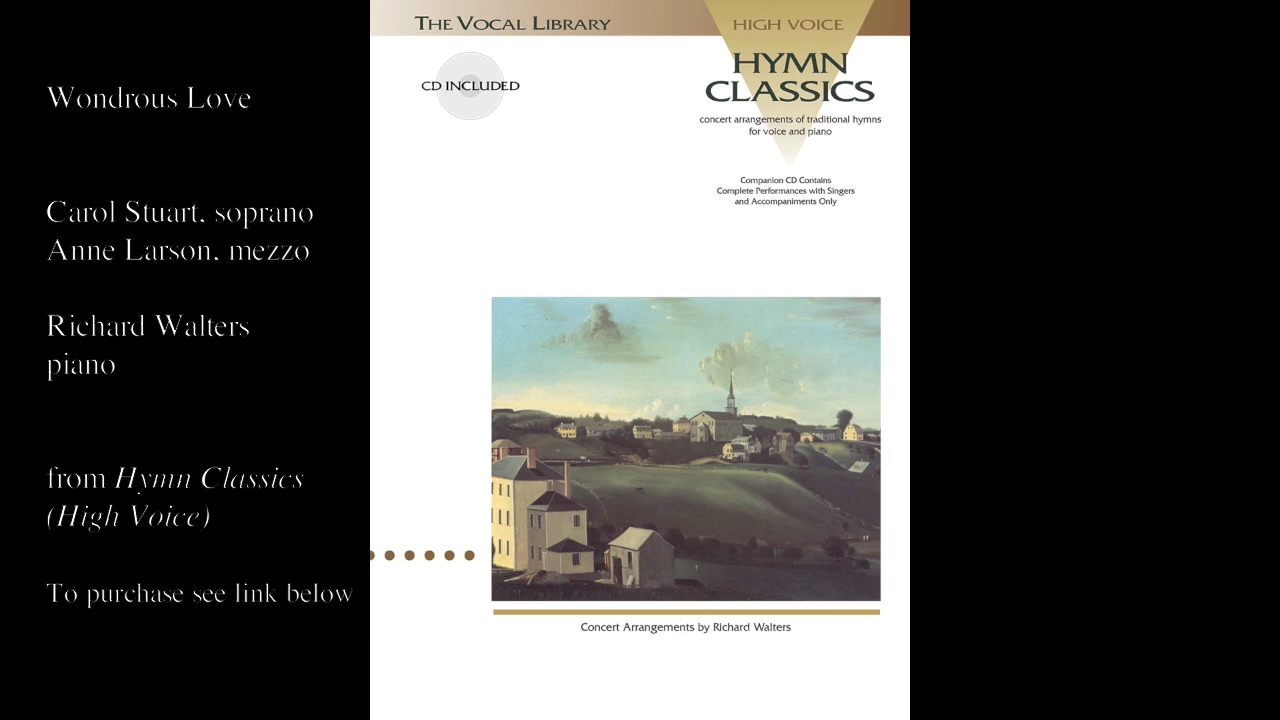 Wondrous Love
Carol Stuart, soprano
Anne Larson, mezzo
Richard Walters
piano
from Hymn Classics
(High Voice)
To purchase see link below
THE VOCAL LIBRARY
HIGH VOICE
CD INCLUDED
HYMN
CLASSICS
concert arrangements of traditional hymns
for voice and piano
Companion CD Contains
Complete Performances with Singers
and Accompaniments Only
Concert Arrangements by Richard Walters